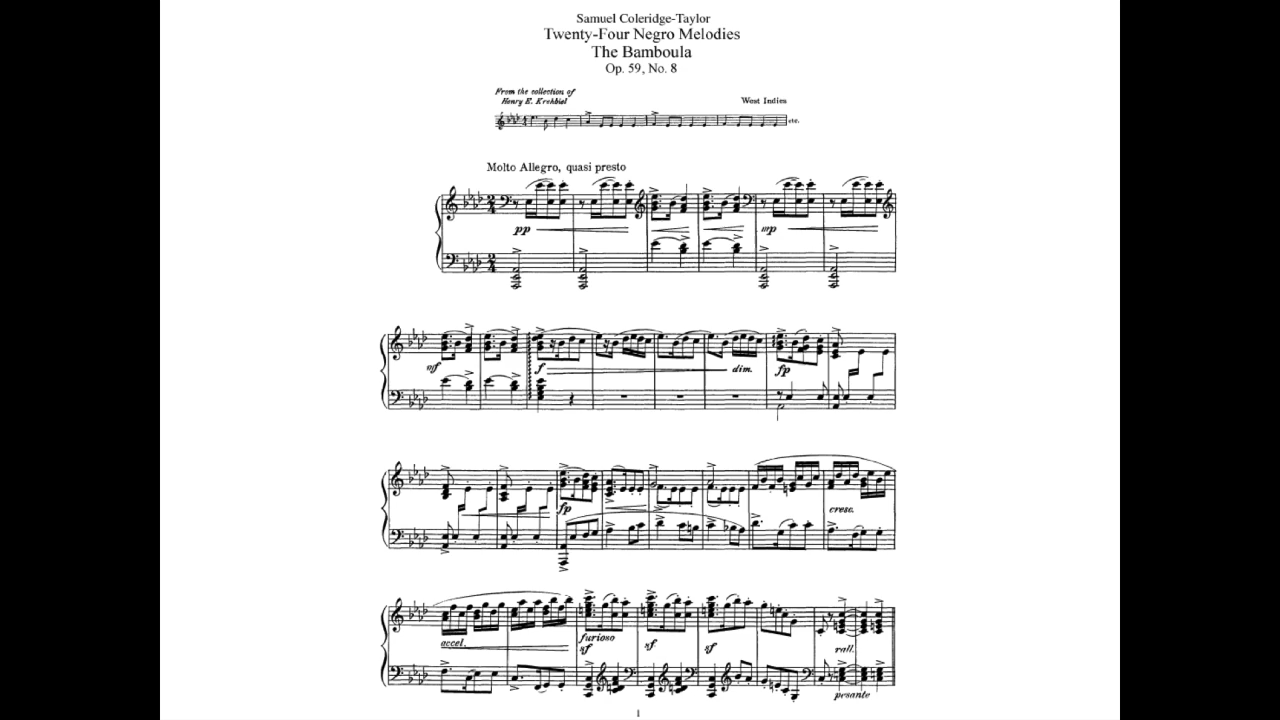 Samuel Coleridge-Taylor
Twenty-Four Negro Melodies
The Bamboula
Op. 59, No. 8
From the collection of
Henry E. Krehbiel
West Indies
etc.
Molto Allegro, quasi presto
pp
mp
mf
f
dim.
fp
fp
cresc.
accel.
furioso
sf
sf
sf
rall.
pesante
1